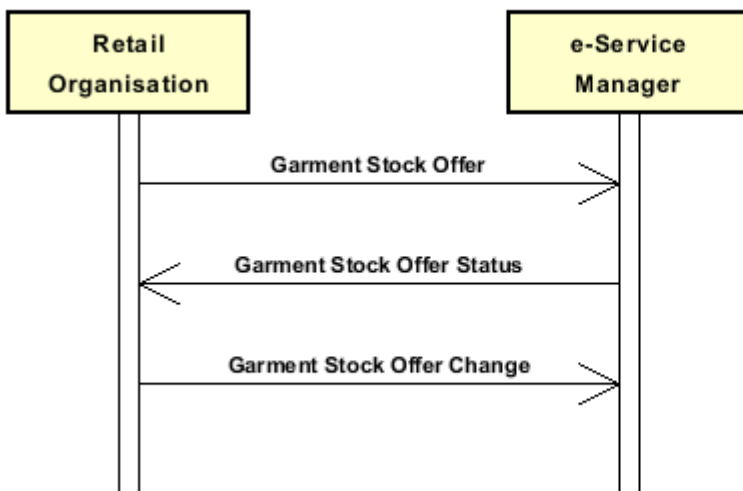 Retail
Organisation
e-Service
Manager
Garment Stock Offer
Garment Stock Offer Status
Garment Stock Offer Change